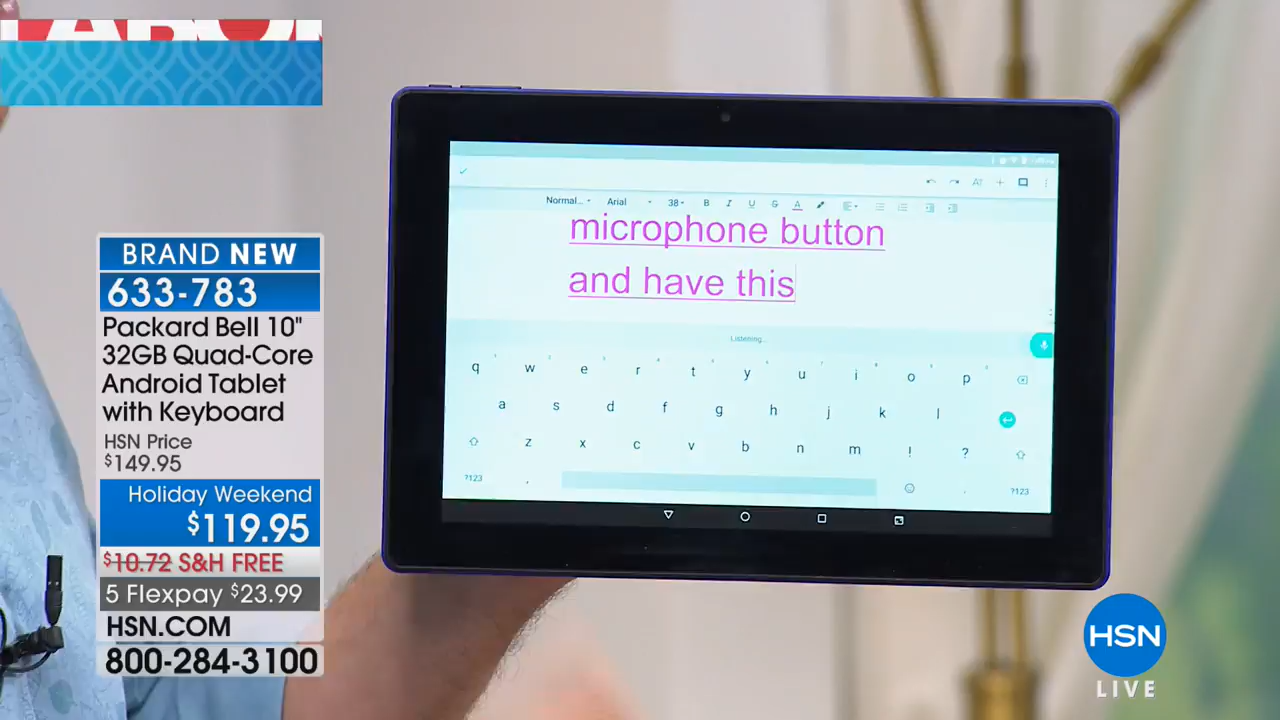 BRAND NEW
633-783
Packard Bell 10"
32GB Quad-Core
Android Tablet
with Keyboard
HSN Price
$149.95
Holiday Weekend
$119.95
$10.72 S&H FREE
5 Flexpay $23.99
HSN.COM
800-284-3100
Normal...
Arial
38
B I U S A
microphone button
and have this
Listening...
q w e r t y u i o p
a s d f g h j k l
z x c v b n m ! ?
?123 , . ?123
HSN
LIVE